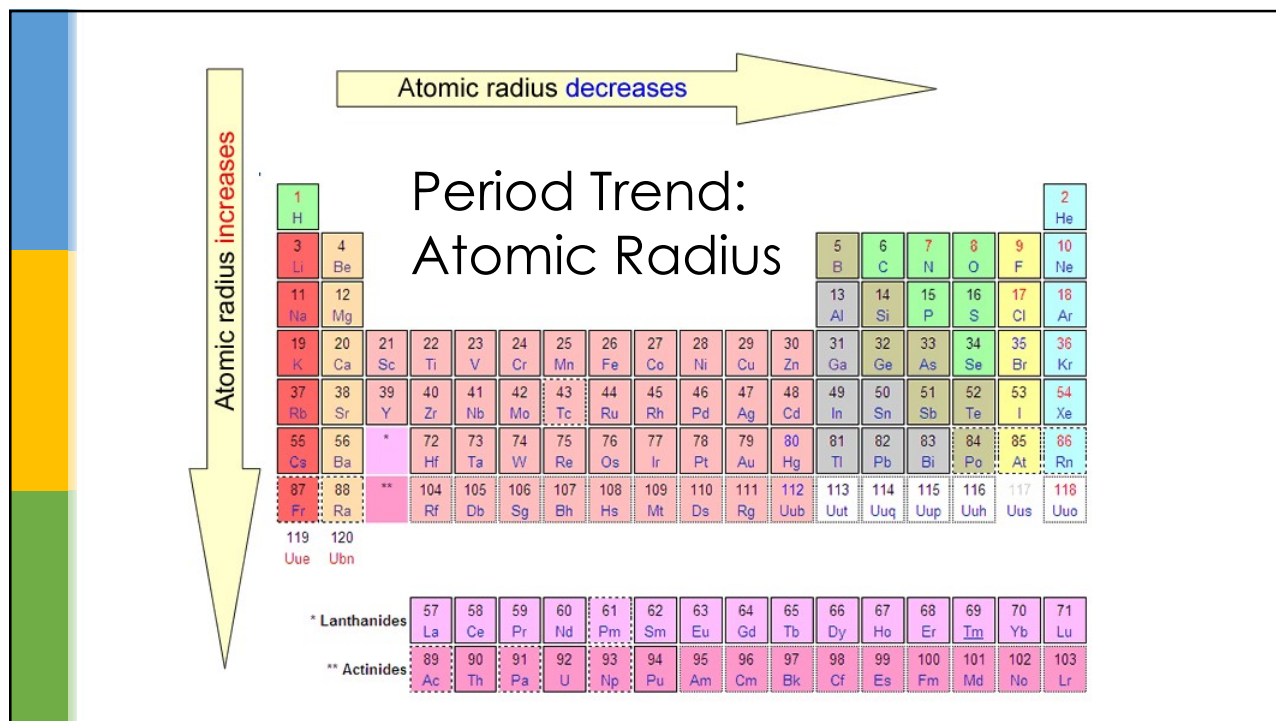 Atomic radius decreases
Atomic radius increases
Period Trend:
Atomic Radius
1 2
H He
3 4 5 6 7 8 9 10
Li Be B C N O F Ne
11 12 13 14 15 16 17 18
Na Mg Al Si P S Cl Ar
19 20 21 22 23 24 25 26 27 28 29 30 31 32 33 34 35 36
K Ca Sc Ti V Cr Mn Fe Co Ni Cu Zn Ga Ge As Se Br Kr
37 38 39 40 41 42 43 44 45 46 47 48 49 50 51 52 53 54
Rb Sr Y Zr Nb Mo Tc Ru Rh Pd Ag Cd In Sn Sb Te I Xe
55 56 * 72 73 74 75 76 77 78 79 80 81 82 83 84 85 86
Cs Ba Hf Ta W Re Os Ir Pt Au Hg Tl Pb Bi Po At Rn
87 88 ** 104 105 106 107 108 109 110 111 112 113 114 115 116 117 118
Fr Ra Rf Db Sg Bh Hs Mt Ds Rg Uub Uut Uuq Uup Uuh Uus Uuo
119 120
Uue Ubn
57 58 59 60 61 62 63 64 65 66 67 68 69 70 71
* Lanthanides
La Ce Pr Nd Pm Sm Eu Gd Tb Dy Ho Er Tm Yb Lu
89 90 91 92 93 94 95 96 97 98 99 100 101 102 103
** Actinides
Ac Th Pa U Np Pu Am Cm Bk Cf Es Fm Md No Lr